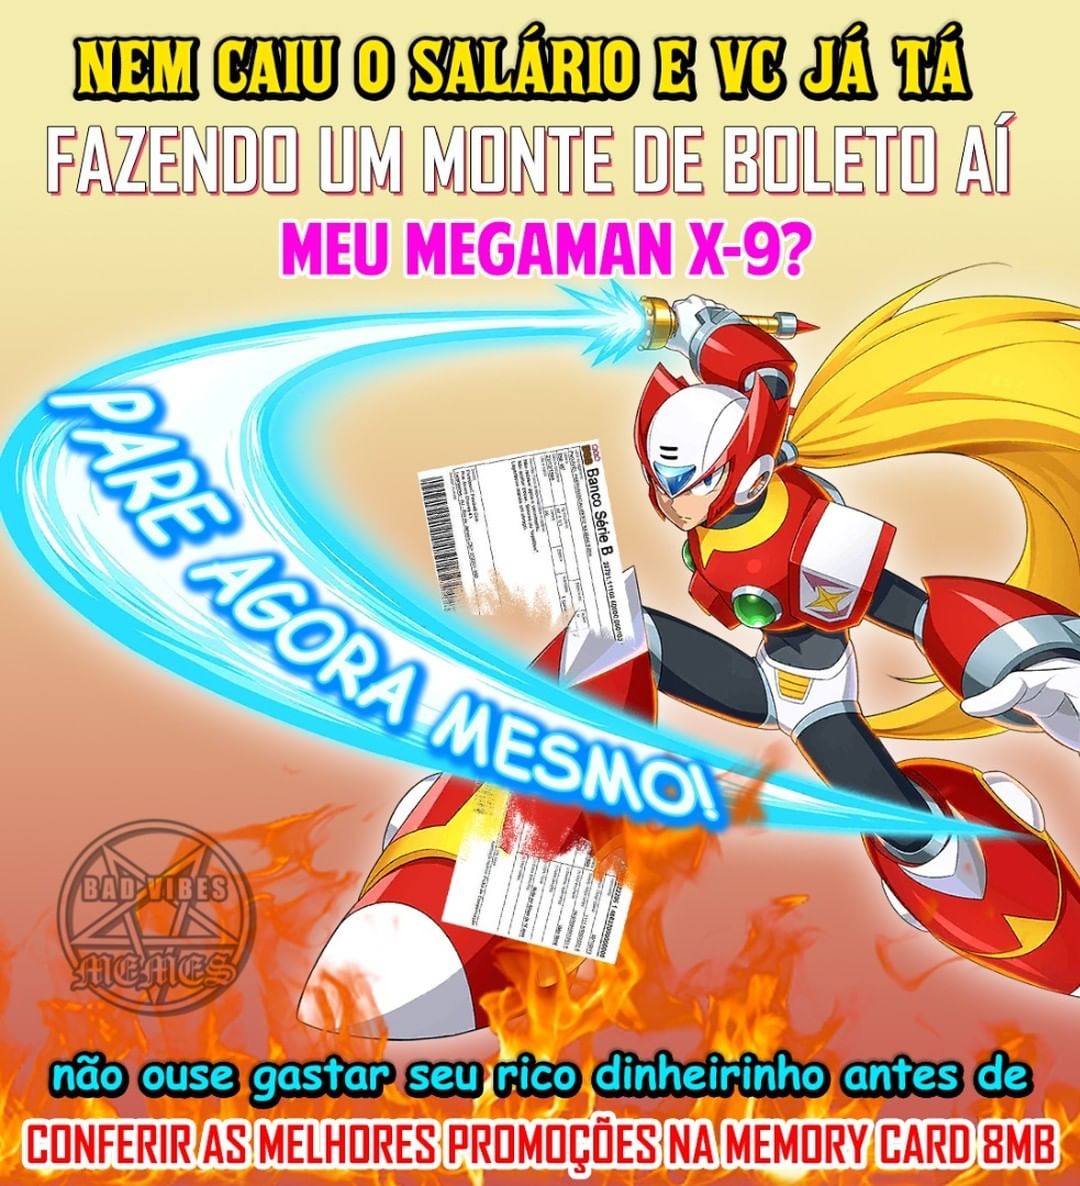 NEM CAIU O SALÁRIO E VC JÁ TÁ
FAZENDO UM MONTE DE BOLETO AÍ
MEU MEGAMAN X-9?
PARE AGORA MESMO!
Banco Série B
BAD VIBES
MEMES
não ouse gastar seu rico dinheirinho antes de
CONFERIR AS MELHORES PROMOÇÕES NA MEMORY CARD 8MB